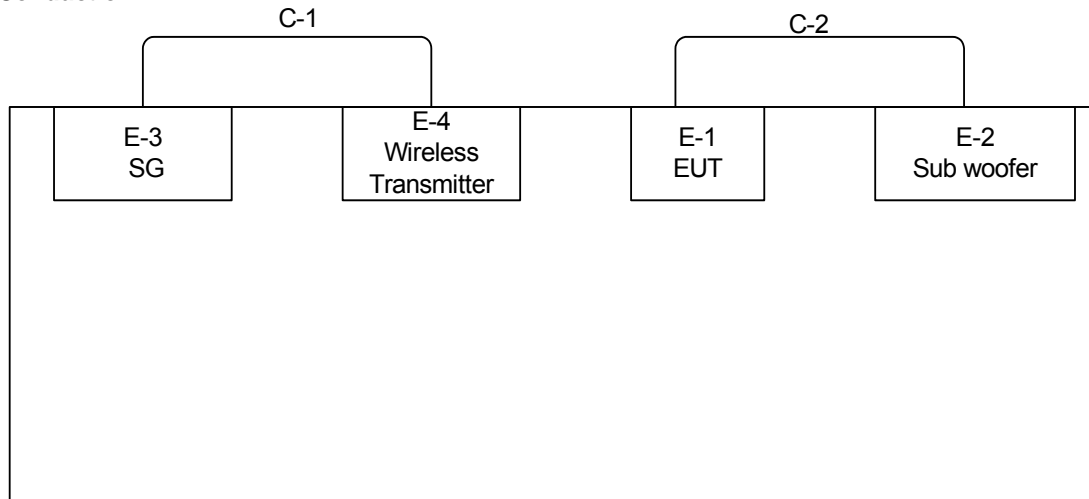 C-1
C-2
E-3
SG
E-4
Wireless
Transmitter
E-1
EUT
E-2
Sub woofer